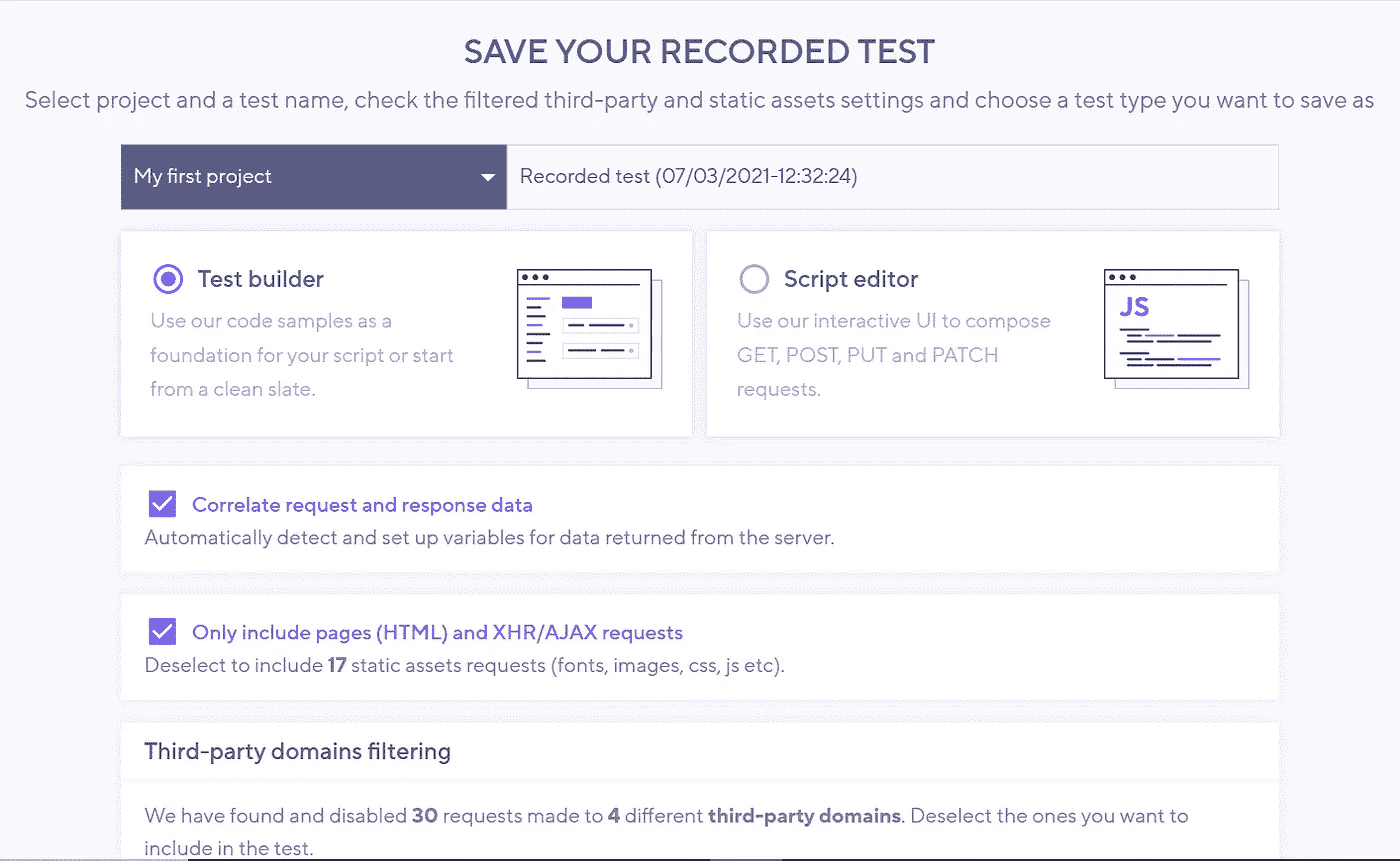 SAVE YOUR RECORDED TEST
Select project and a test name, check the filtered third-party and static assets settings and choose a test type you want to save as
My first project
Recorded test (07/03/2021-12:32:24)
Test builder
Use our code samples as a
foundation for your script or start
from a clean slate.
Script editor
Use our interactive UI to compose
GET, POST, PUT and PATCH
requests.
JS
Correlate request and response data
Automatically detect and set up variables for data returned from the server.
Only include pages (HTML) and XHR/AJAX requests
Deselect to include 17 static assets requests (fonts, images, css, js etc).
Third-party domains filtering
We have found and disabled 30 requests made to 4 different third-party domains. Deselect the ones you want to
include in the test.